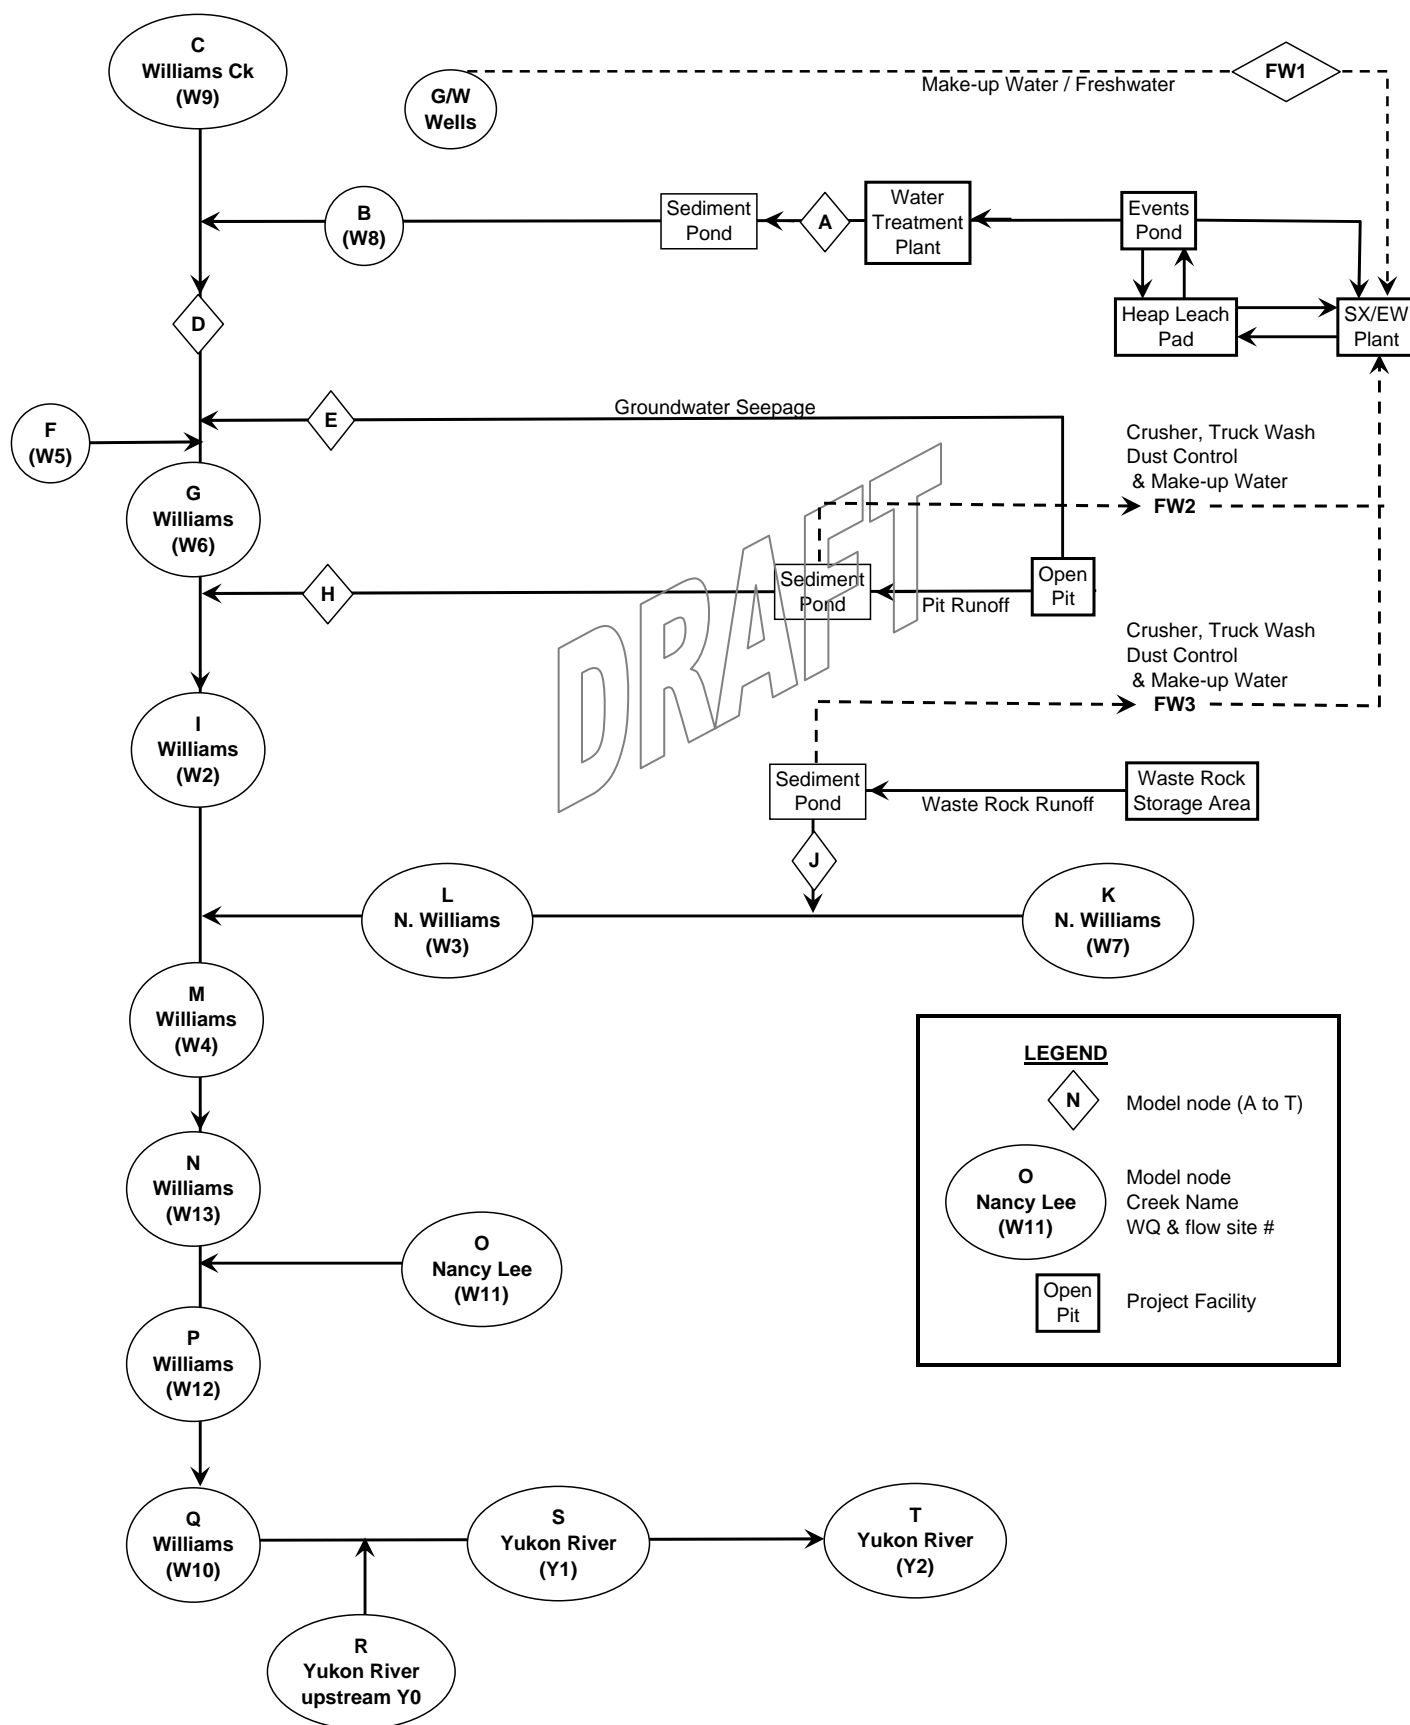 C
Williams Ck
(W9)
G/W
Wells
Make-up Water / Freshwater
FW1
B
(W8)
Sediment
Pond
A
Water
Treatment
Plant
Events
Pond
D
Heap Leach
Pad
SX/EW
Plant
E
Groundwater Seepage
F
(W5)
Crusher, Truck Wash
Dust Control
& Make-up Water
FW2
G
Williams
(W6)
H
Sediment
Pond
Pit Runoff
Open
Pit
DRAFT
Crusher, Truck Wash
Dust Control
& Make-up Water
FW3
I
Williams
(W2)
Sediment
Pond
Waste Rock Runoff
Waste Rock
Storage Area
J
L
N. Williams
(W3)
K
N. Williams
(W7)
M
Williams
(W4)
N
Williams
(W13)
O
Nancy Lee
(W11)
P
Williams
(W12)
Q
Williams
(W10)
S
Yukon River
(Y1)
T
Yukon River
(Y2)
R
Yukon River
upstream Y0
LEGEND
N
Model node (A to T)
O
Nancy Lee
(W11)
Model node
Creek Name
WQ & flow site #
Open
Pit
Project Facility